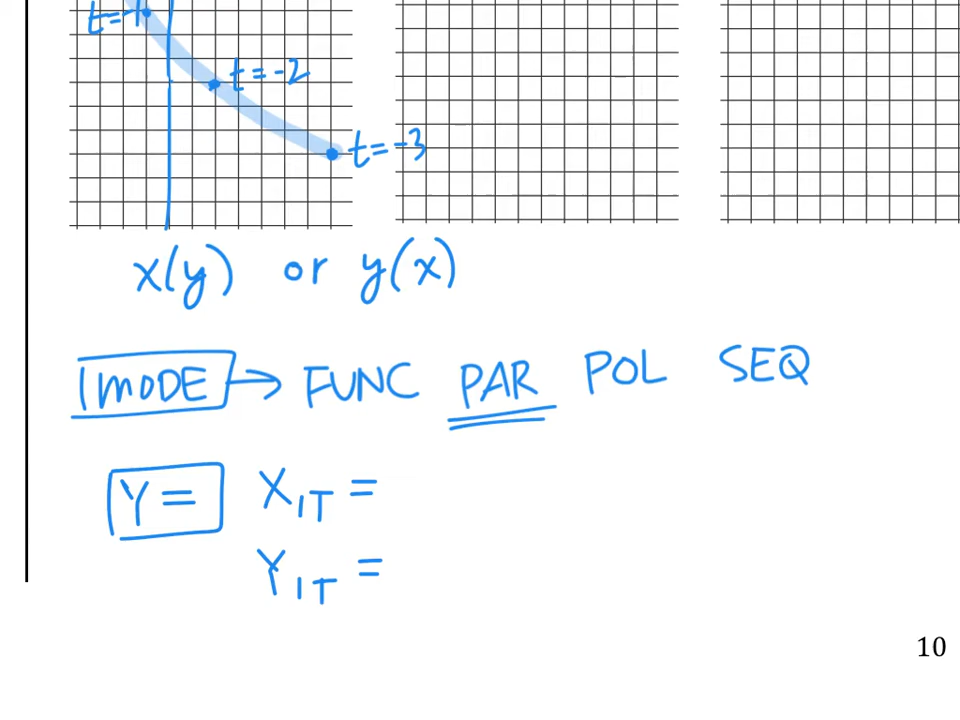 t=-1
t=-2
t=-3
x(y) or y(x)
MODE → FUNC PAR POL SEQ
Y= X1T =
Y1T =
10